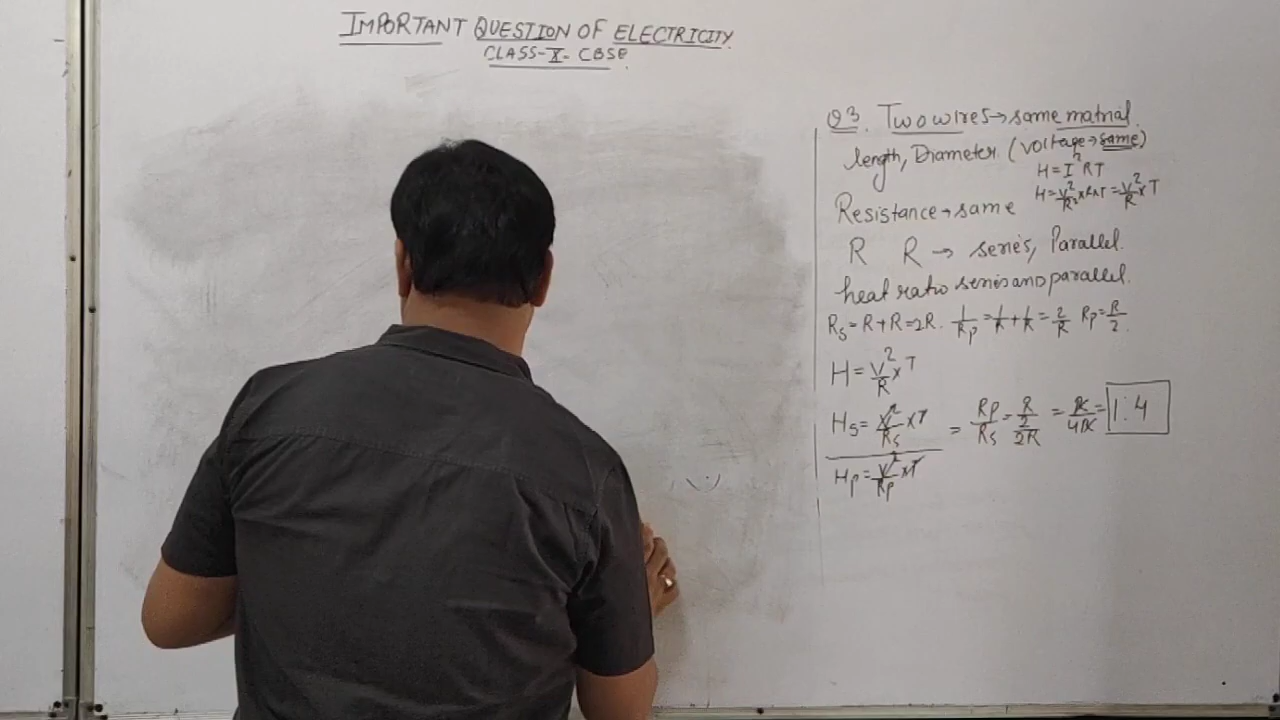 IMPORTANT QUESTION OF ELECTRICITY
CLASS-X-CBSE
Q3. Two wires→same matrial
length, Diameter. (voltage→same)
H=I²RT
Resistance→same
H=V²/R²×R×T=V²/R×T
R R → series, Parallel.
heat ratio series and parallel.
Rs=R+R=2R. 1/Rp=1/R+1/R=2/R Rp=R/2.
H=V²/R×T
Hs=V²/Rs×T = Rp/Rs=R/2/2R = R/4R=1:4
Hp=V²/Rp×T